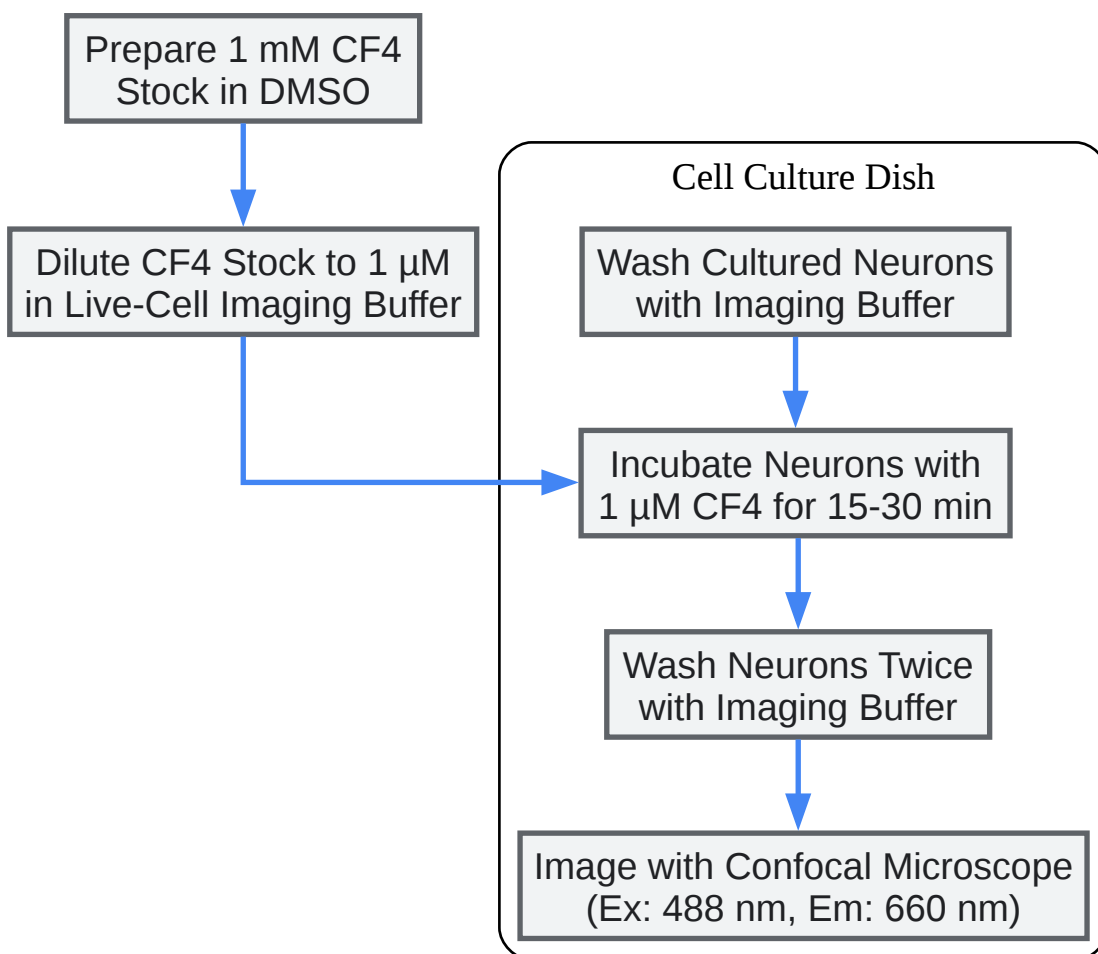 Prepare 1 mM CF4
Stock in DMSO
Dilute CF4 Stock to 1 µM
in Live-Cell Imaging Buffer
Cell Culture Dish
Wash Cultured Neurons
with Imaging Buffer
Incubate Neurons with
1 µM CF4 for 15-30 min
Wash Neurons Twice
with Imaging Buffer
Image with Confocal Microscope
(Ex: 488 nm, Em: 660 nm)